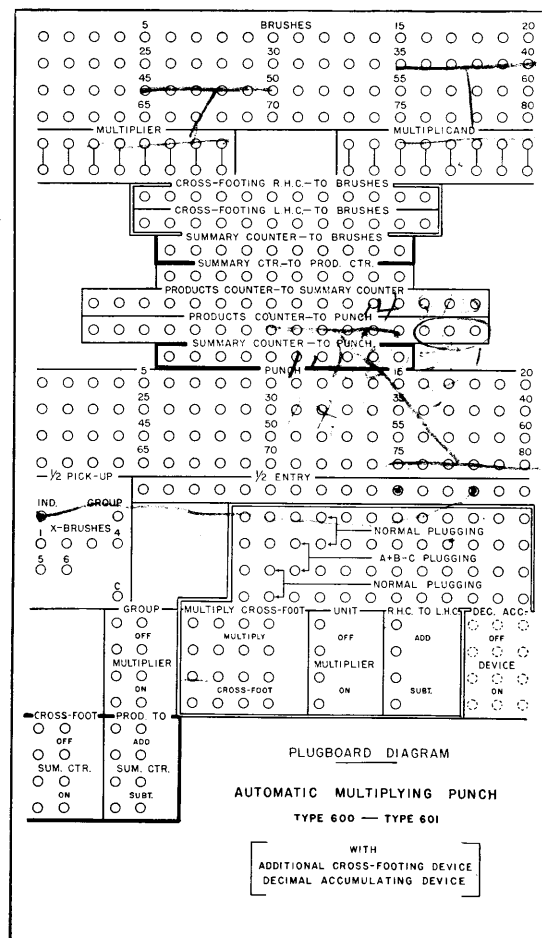 5 BRUSHES 15 20
25 30 35 40
45 50 55 60
65 70 75 80
MULTIPLIER MULTIPLICAND
CROSS-FOOTING R.H.C.-TO BRUSHES
CROSS-FOOTING L.H.C.-TO BRUSHES
SUMMARY COUNTER-TO BRUSHES
SUMMARY CTR.-TO PROD. CTR.
PRODUCTS COUNTER-TO SUMMARY COUNTER
PRODUCTS COUNTER-TO PUNCH
SUMMARY COUNTER-TO PUNCH
5 PUNCH 15 20
25 30 35 40
45 50 55 60
65 70 75 80
1/2 PICK-UP 1/2 ENTRY
IND. GROUP
X-BRUSHES
1 4
5 6
C
NORMAL PLUGGING
A+B-C PLUGGING
NORMAL PLUGGING
GROUP MULTIPLY CROSS-FOOT UNIT R.H.C. TO L.H.C. DEC. ACC.
OFF MULTIPLY OFF ADD OFF
MULTIPLIER MULTIPLIER DEVICE
ON CROSS-FOOT ON SUBT. ON
CROSS-FOOT PROD. TO
OFF ADD
SUM. CTR. SUM. CTR.
ON SUBT.
PLUGBOARD DIAGRAM
AUTOMATIC MULTIPLYING PUNCH
TYPE 600 — TYPE 601
WITH
ADDITIONAL CROSS-FOOTING DEVICE
DECIMAL ACCUMULATING DEVICE